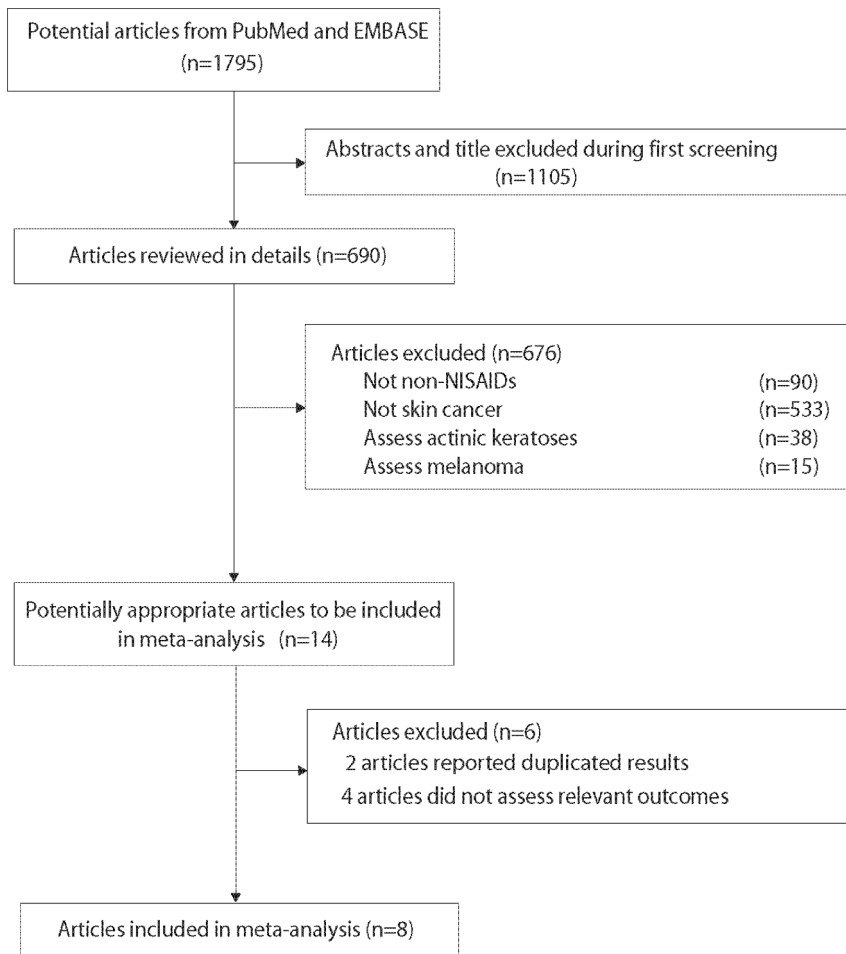 Potential articles from PubMed and EMBASE
(n=1795)
Abstracts and title excluded during first screening
(n=1105)
Articles reviewed in details (n=690)
Articles excluded (n=676)
Not non-NISAIDs (n=90)
Not skin cancer (n=533)
Assess actinic keratoses (n=38)
Assess melanoma (n=15)
Potentially appropriate articles to be included
in meta-analysis (n=14)
Articles excluded (n=6)
2 articles reported duplicated results
4 articles did not assess relevant outcomes
Articles included in meta-analysis (n=8)